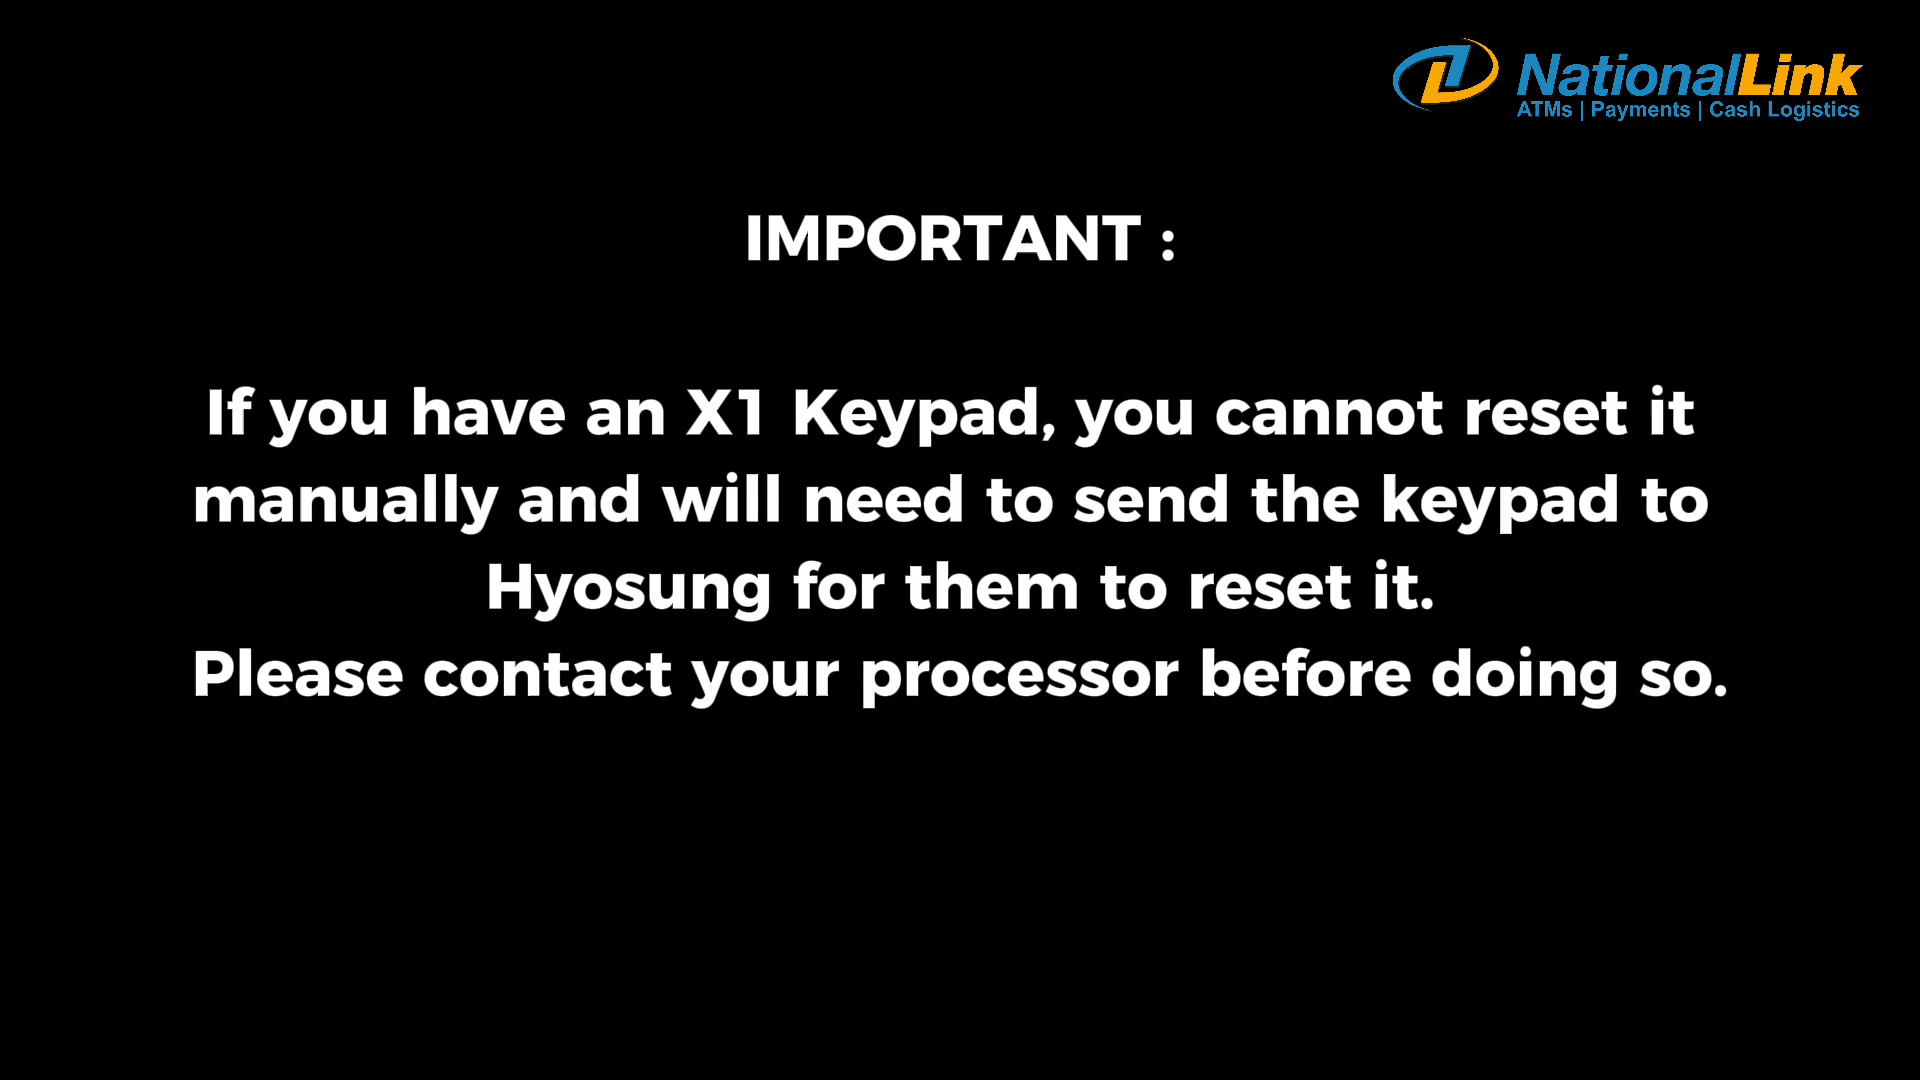 NationalLink
ATMs | Payments | Cash Logistics
IMPORTANT :
If you have an X1 Keypad, you cannot reset it
manually and will need to send the keypad to
Hyosung for them to reset it.
Please contact your processor before doing so.